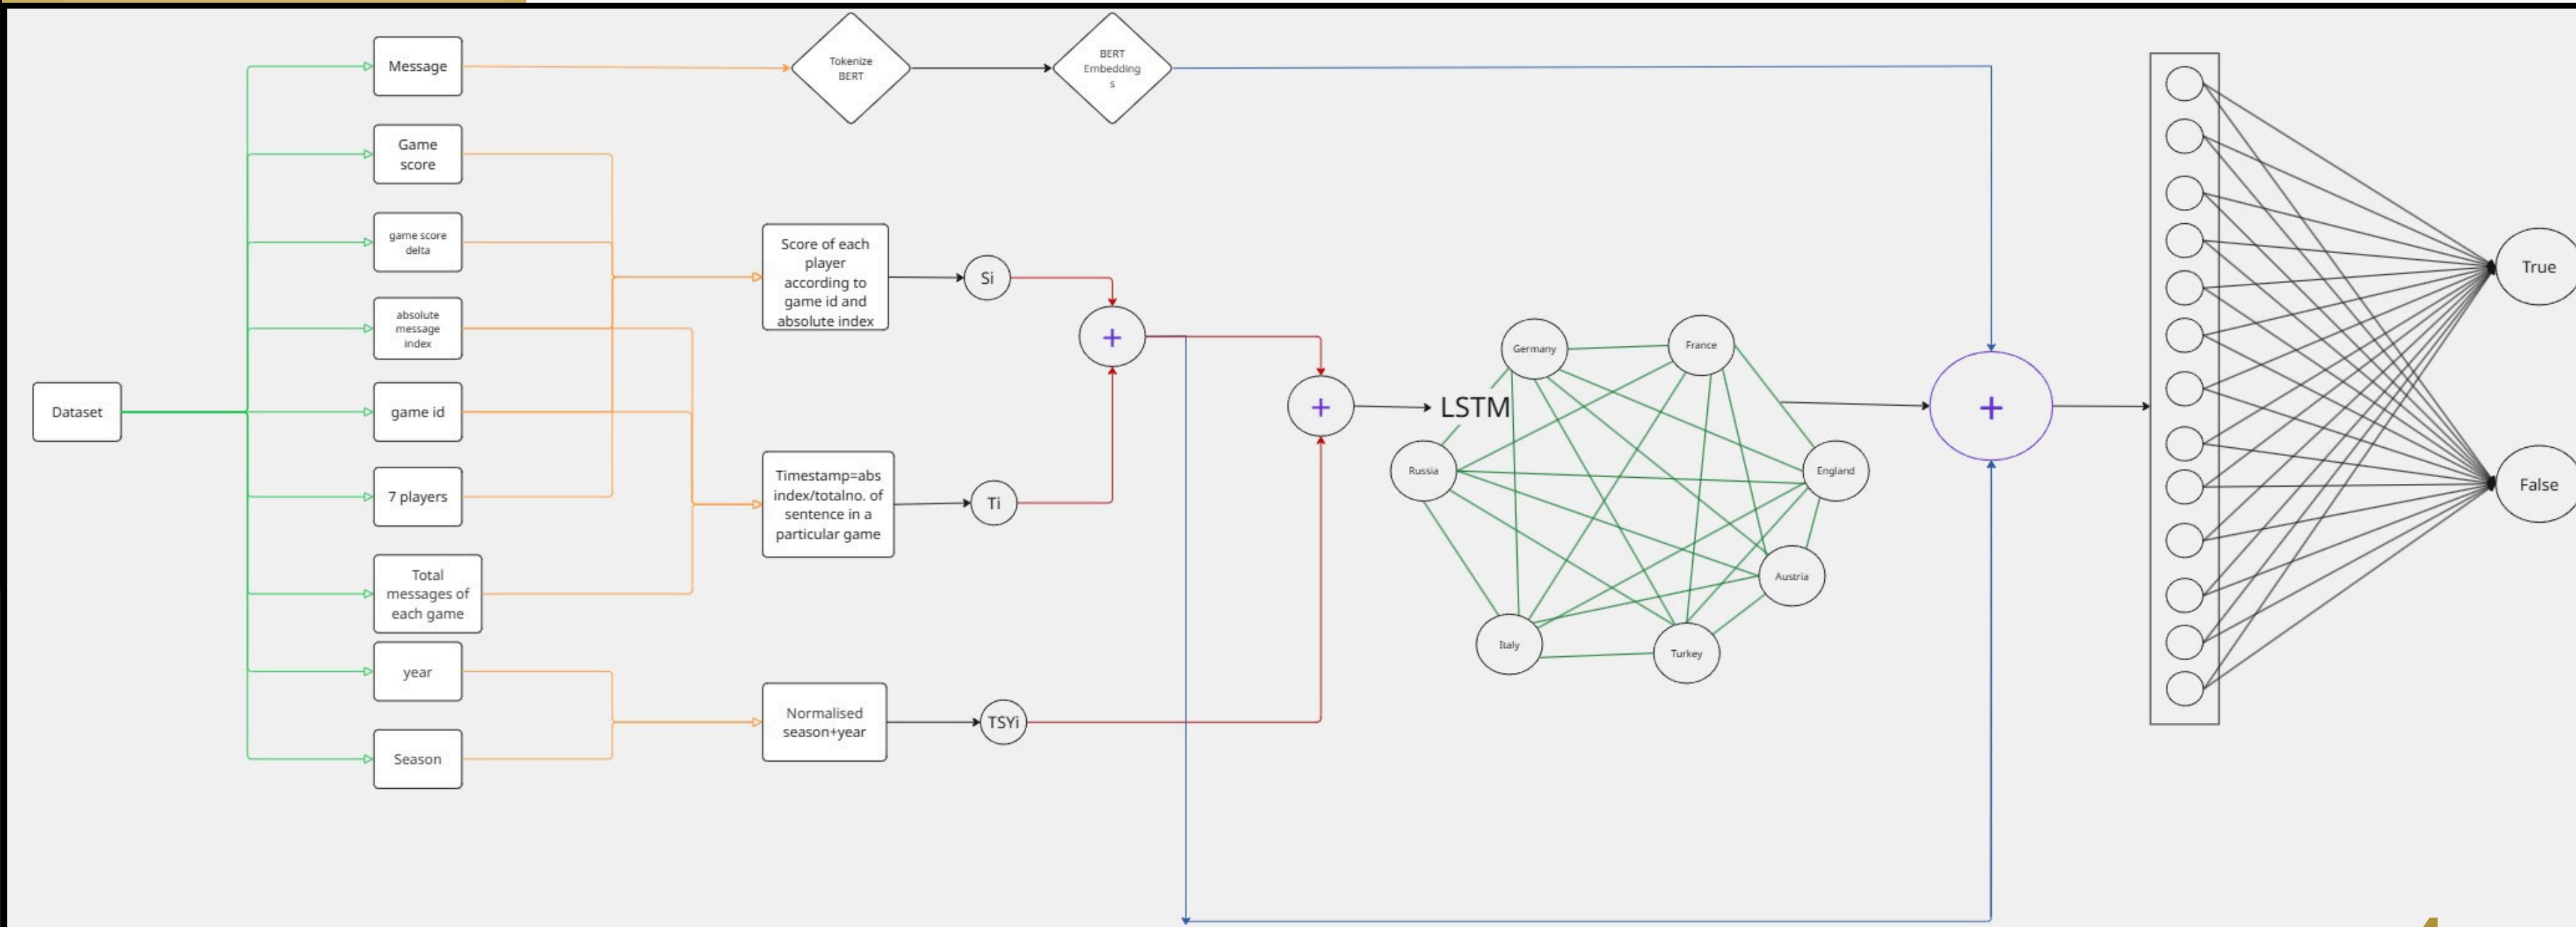 Message
Tokenize
BERT
BERT
Embedding
s
Game
score
game score
delta
absolute
message
index
Dataset
game id
7 players
Total
messages of
each game
year
Season
Score of each
player
according to
game id and
absolute index
Si
+
Timestamp=abs
index/totalno. of
sentence in a
particular game
Ti
Normalised
season+year
TSYi
+
LSTM
Germany
France
Russia
England
Austria
Italy
Turkey
+
True
False